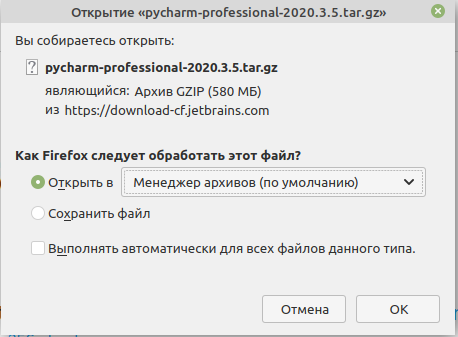 Открытие «pycharm-professional-2020.3.5.tar.gz»
Вы собираетесь открыть:
pycharm-professional-2020.3.5.tar.gz
являющийся: Архив GZIP (580 МБ)
из https://download-cf.jetbrains.com
Как Firefox следует обработать этот файл?
Открыть в Менеджер архивов (по умолчанию)
Сохранить файл
Выполнять автоматически для всех файлов данного типа.
Отмена OK